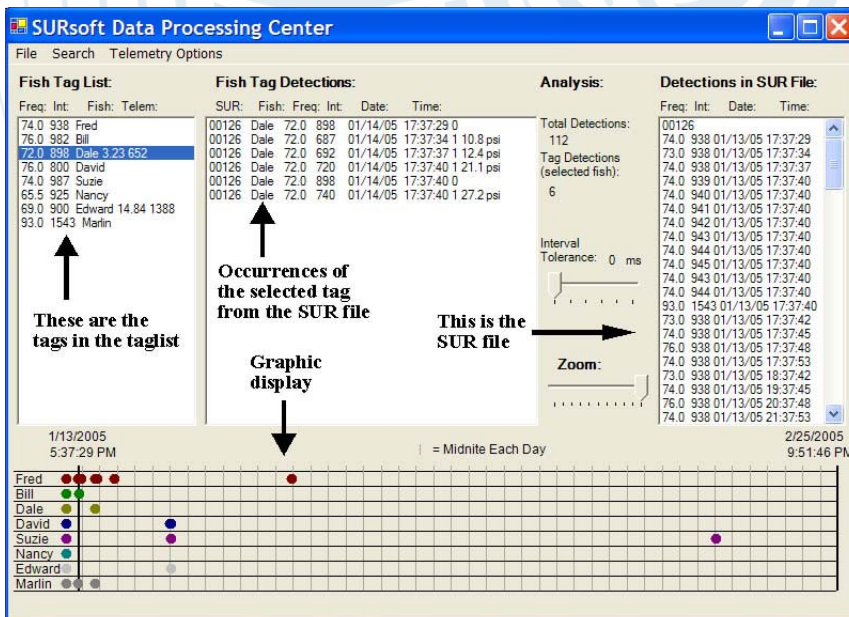 SURsoft Data Processing Center
File Search Telemetry Options
Fish Tag List:
Freq: Int: Fish: Telem:
74.0 938 Fred
76.0 982 Bill
72.0 898 Dale 3.23 652
76.0 800 David
74.0 987 Suzie
65.5 925 Nancy
69.0 900 Edward 14.84 1388
93.0 1543 Marlin
These are the
tags in the taglist
Fish Tag Detections:
SUR: Fish: Freq: Int: Date: Time:
00126 Dale 72.0 898 01/14/05 17:37:29 0
00126 Dale 72.0 687 01/14/05 17:37:34 1 10.8 psi
00126 Dale 72.0 692 01/14/05 17:37:37 1 12.4 psi
00126 Dale 72.0 720 01/14/05 17:37:40 1 21.1 psi
00126 Dale 72.0 898 01/14/05 17:37:40 0
00126 Dale 72.0 740 01/14/05 17:37:40 1 27.2 psi
Occurrences of
the selected tag
from the SUR file
Graphic
display
This is the
SUR file
Analysis:
Total Detections:
112
Tag Detections
(selected fish):
6
Interval
Tolerance: 0 ms
Zoom:
Detections in SUR File:
Freq: Int: Date: Time:
00126
74.0 938 01/13/05 17:37:29
73.0 938 01/13/05 17:37:34
74.0 938 01/13/05 17:37:37
74.0 939 01/13/05 17:37:40
74.0 940 01/13/05 17:37:40
74.0 941 01/13/05 17:37:40
74.0 942 01/13/05 17:37:40
74.0 943 01/13/05 17:37:40
74.0 944 01/13/05 17:37:40
74.0 945 01/13/05 17:37:40
74.0 943 01/13/05 17:37:40
74.0 944 01/13/05 17:37:40
93.0 1543 01/13/05 17:37:40
73.0 938 01/13/05 17:37:42
74.0 938 01/13/05 17:37:45
76.0 938 01/13/05 17:37:48
74.0 938 01/13/05 17:37:53
73.0 938 01/13/05 18:37:42
74.0 938 01/13/05 19:37:45
76.0 938 01/13/05 20:37:48
74.0 938 01/13/05 21:37:53
1/13/2005
5:37:29 PM
| = Midnite Each Day
2/25/2005
9:51:46 PM
Fred
Bill
Dale
David
Suzie
Nancy
Edward
Marlin